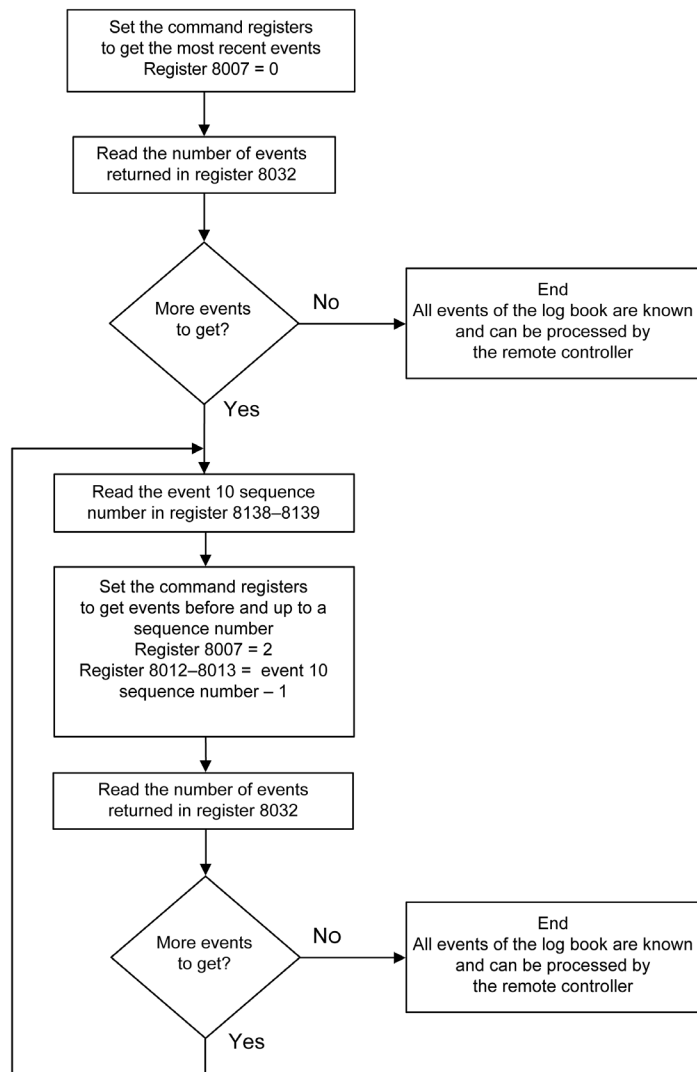 Set the command registers
to get the most recent events
Register 8007 = 0
Read the number of events
returned in register 8032
More events
to get?
No
End
All events of the log book are known
and can be processed by
the remote controller
Yes
Read the event 10 sequence
number in register 8138–8139
Set the command registers
to get events before and up to a
sequence number
Register 8007 = 2
Register 8012–8013 = event 10
sequence number – 1
Read the number of events
returned in register 8032
More events
to get?
No
End
All events of the log book are known
and can be processed by
the remote controller
Yes